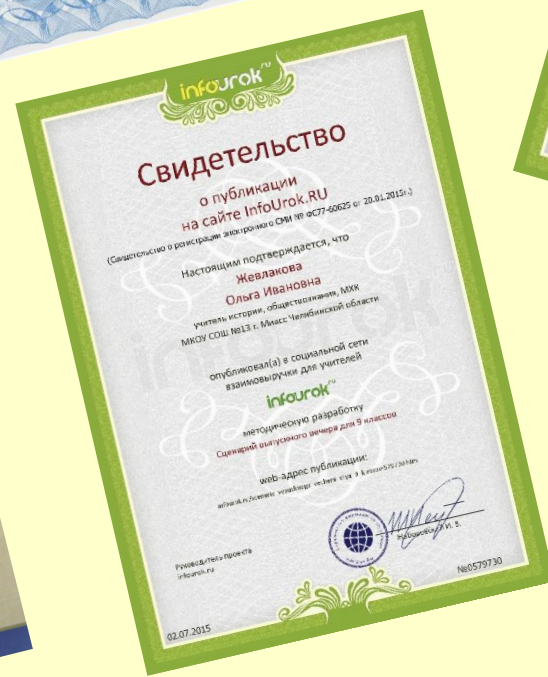 infourok.ru
Свидетельство
о публикации
на сайте InfoUrok.RU
(Свидетельство о регистрации электронного СМИ № ФС77-60625 от 20.01.2015г.)
Настоящим подтверждается, что
Жевлакова
Ольга Ивановна
учитель истории, обществознания, МХК
МКОУ СОШ №13 г. Миасс Челябинской области
опубликовал(а) в социальной сети
взаимовыручки для учителей
infourok.ru
методическую разработку
Сценарий выпускного вечера для 9 классов
web-адрес публикации:
Руководитель проекта
infourok.ru
И. В.
02.07.2015
№0579730